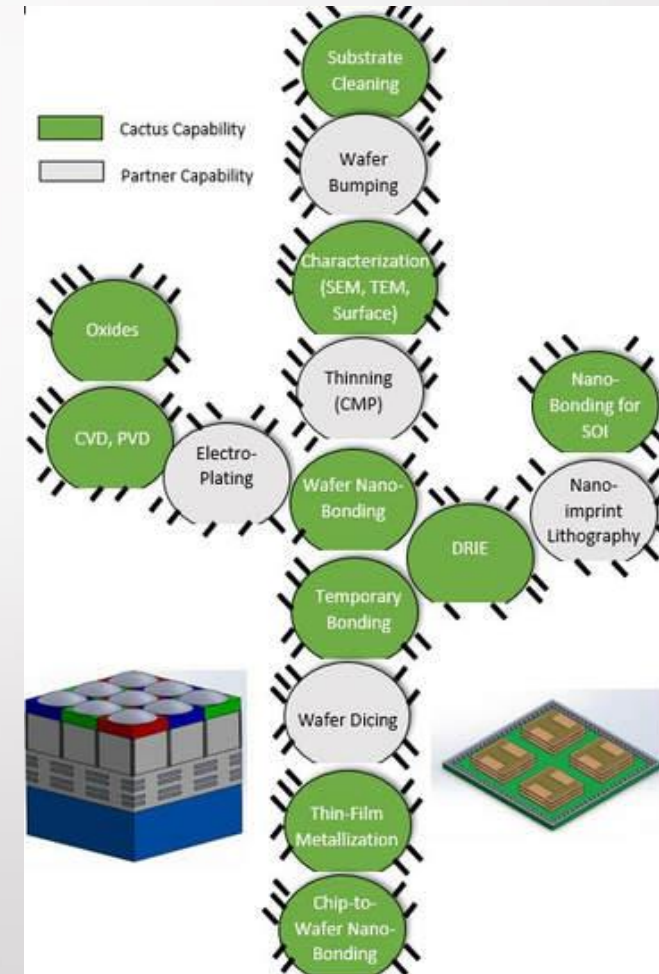 Substrate
Cleaning
Cactus Capability
Partner Capability
Wafer
Bumping
Characterization
(SEM, TEM,
Surface)
Oxides
Thinning
(CMP)
Nano-
Bonding for
SOI
CVD, PVD
Electro-
Plating
Wafer Nano-
Bonding
Nano-
imprint
Lithography
DRIE
Temporary
Bonding
Wafer Dicing
Thin-Film
Metallization
Chip-to-
Wafer Nano-
Bonding